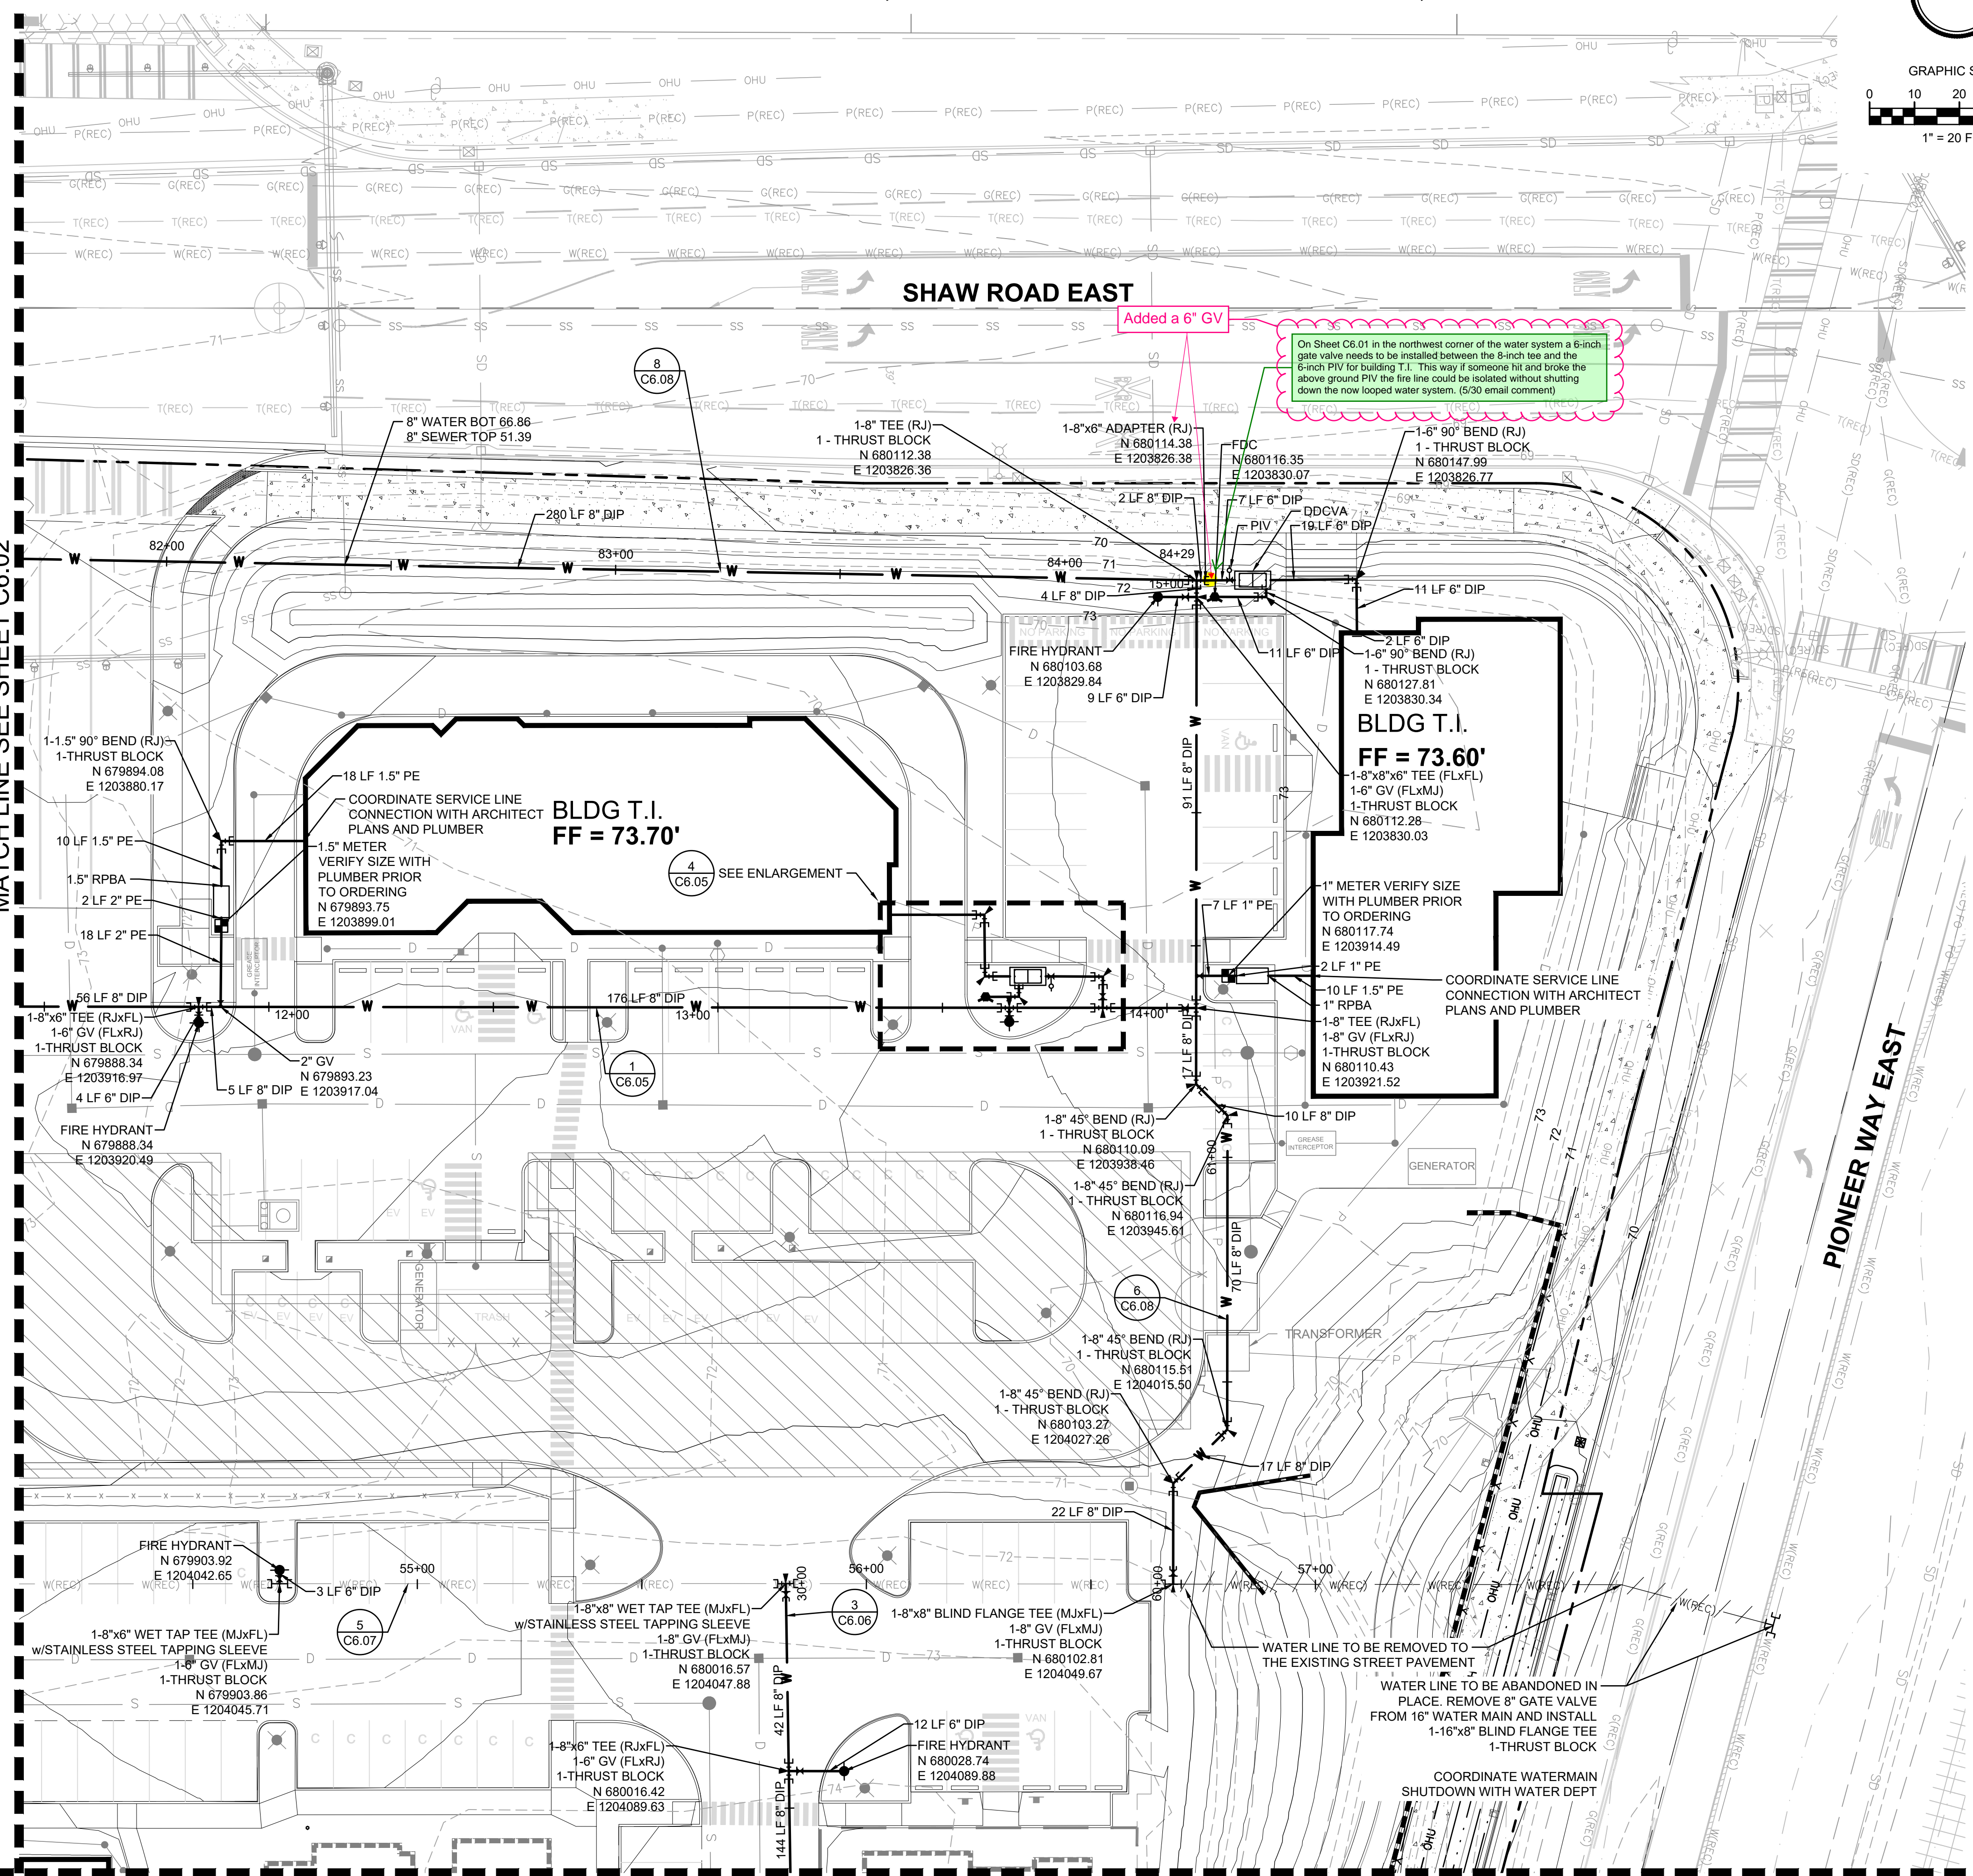 GRAPHIC S
0 10 20
1" = 20 F
OHU
P(REC)
SD
G(REC)
T(REC)
W(REC)
SHAW ROAD EAST
SS
Added a 6" GV
On Sheet C6.01 in the northwest corner of the water system a 6-inch
gate valve needs to be installed between the 8-inch tee and the
6-inch PIV for building T.I. This way if someone hit and broke the
above ground PIV the fire line could be isolated without shutting
down the now looped water system. (5/30 email comment)
8
C6.08
8" WATER BOT 66.86
8" SEWER TOP 51.39
1-8" TEE (RJ)
1 - THRUST BLOCK
N 680112.38
E 1203826.36
1-8"x6" ADAPTER (RJ)
N 680114.38
E 1203826.38
FDC
N 680116.35
E 1203830.07
1-6" 90° BEND (RJ)
1 - THRUST BLOCK
N 680147.99
E 1203826.77
2 LF 8" DIP
7 LF 6" DIP
DDCVA
PIV
19 LF 6" DIP
280 LF 8" DIP
MATCH LINE SEE SHEET C6.02
82+00
83+00
84+00
84+29
15+00
4 LF 8" DIP
11 LF 6" DIP
2 LF 6" DIP
NO PARKING
NO PARKING
NO PARKING
FIRE HYDRANT
N 680103.68
E 1203829.84
9 LF 6" DIP
11 LF 6" DIP
1-6" 90° BEND (RJ)
1 - THRUST BLOCK
N 680127.81
E 1203830.34
BLDG T.I.
FF = 73.60'
1-8"x8"x6" TEE (FLxFL)
1-6" GV (FLxMJ)
1-THRUST BLOCK
N 680112.28
E 1203830.03
91 LF 8" DIP
VAN
1-1.5" 90° BEND (RJ)
1-THRUST BLOCK
N 679894.08
E 1203880.17
18 LF 1.5" PE
COORDINATE SERVICE LINE
CONNECTION WITH ARCHITECT
PLANS AND PLUMBER
BLDG T.I.
FF = 73.70'
10 LF 1.5" PE
1.5" METER
VERIFY SIZE WITH
PLUMBER PRIOR
TO ORDERING
N 679893.75
E 1203899.01
1.5" RPBA
2 LF 2" PE
18 LF 2" PE
4
C6.05
SEE ENLARGEMENT
GREASE
INTERCEPTOR
7 LF 1" PE
1" METER VERIFY SIZE
WITH PLUMBER PRIOR
TO ORDERING
N 680117.74
E 1203914.49
2 LF 1" PE
10 LF 1.5" PE
1" RPBA
COORDINATE SERVICE LINE
CONNECTION WITH ARCHITECT
PLANS AND PLUMBER
1-8" TEE (RJxFL)
1-8" GV (FLxRJ)
1-THRUST BLOCK
N 680110.43
E 1203921.52
56 LF 8" DIP
12+00
176 LF 8" DIP
13+00
14+00
VAN
1-8"x6" TEE (RJxFL)
1-6" GV (FLxRJ)
1-THRUST BLOCK
N 679888.34
E 1203916.97
4 LF 6" DIP
5 LF 8" DIP
2" GV
N 679893.23
E 1203917.04
1
C6.05
17 LF 8" DIP
FIRE HYDRANT
N 679888.34
E 1203920.49
1-8" 45° BEND (RJ)
1 - THRUST BLOCK
N 680110.09
E 1203938.46
10 LF 8" DIP
61+00
GREASE
INTERCEPTOR
GENERATOR
1-8" 45° BEND (RJ)
1 - THRUST BLOCK
N 680116.94
E 1203945.61
70 LF 8" DIP
PIONEER WAY EAST
GENERATOR
TRASH
EV
6
C6.08
TRANSFORMER
1-8" 45° BEND (RJ)
1 - THRUST BLOCK
N 680115.51
E 1204015.50
1-8" 45° BEND (RJ)
1 - THRUST BLOCK
N 680103.27
E 1204027.26
17 LF 8" DIP
22 LF 8" DIP
FIRE HYDRANT
N 679903.92
E 1204042.65
3 LF 6" DIP
55+00
56+00
57+00
30+00
60+00
5
C6.07
3
C6.06
1-8"x6" WET TAP TEE (MJxFL)
w/STAINLESS STEEL TAPPING SLEEVE
1-6" GV (FLxMJ)
1-THRUST BLOCK
N 679903.86
E 1204045.71
1-8"x8" WET TAP TEE (MJxFL)
w/STAINLESS STEEL TAPPING SLEEVE
1-8" GV (FLxMJ)
1-THRUST BLOCK
N 680016.57
E 1204047.88
1-8"x8" BLIND FLANGE TEE (MJxFL)
1-8" GV (FLxMJ)
1-THRUST BLOCK
N 680102.81
E 1204049.67
WATER LINE TO BE REMOVED TO
THE EXISTING STREET PAVEMENT
WATER LINE TO BE ABANDONED IN
PLACE. REMOVE 8" GATE VALVE
FROM 16" WATER MAIN AND INSTALL
1-16"x8" BLIND FLANGE TEE
1-THRUST BLOCK
COORDINATE WATERMAIN
SHUTDOWN WITH WATER DEPT
42 LF 8" DIP
VAN
1-8"x6" TEE (RJxFL)
1-6" GV (FLxRJ)
1-THRUST BLOCK
N 680016.42
E 1204089.63
12 LF 6" DIP
FIRE HYDRANT
N 680028.74
E 1204089.88
144 LF 8" DIP